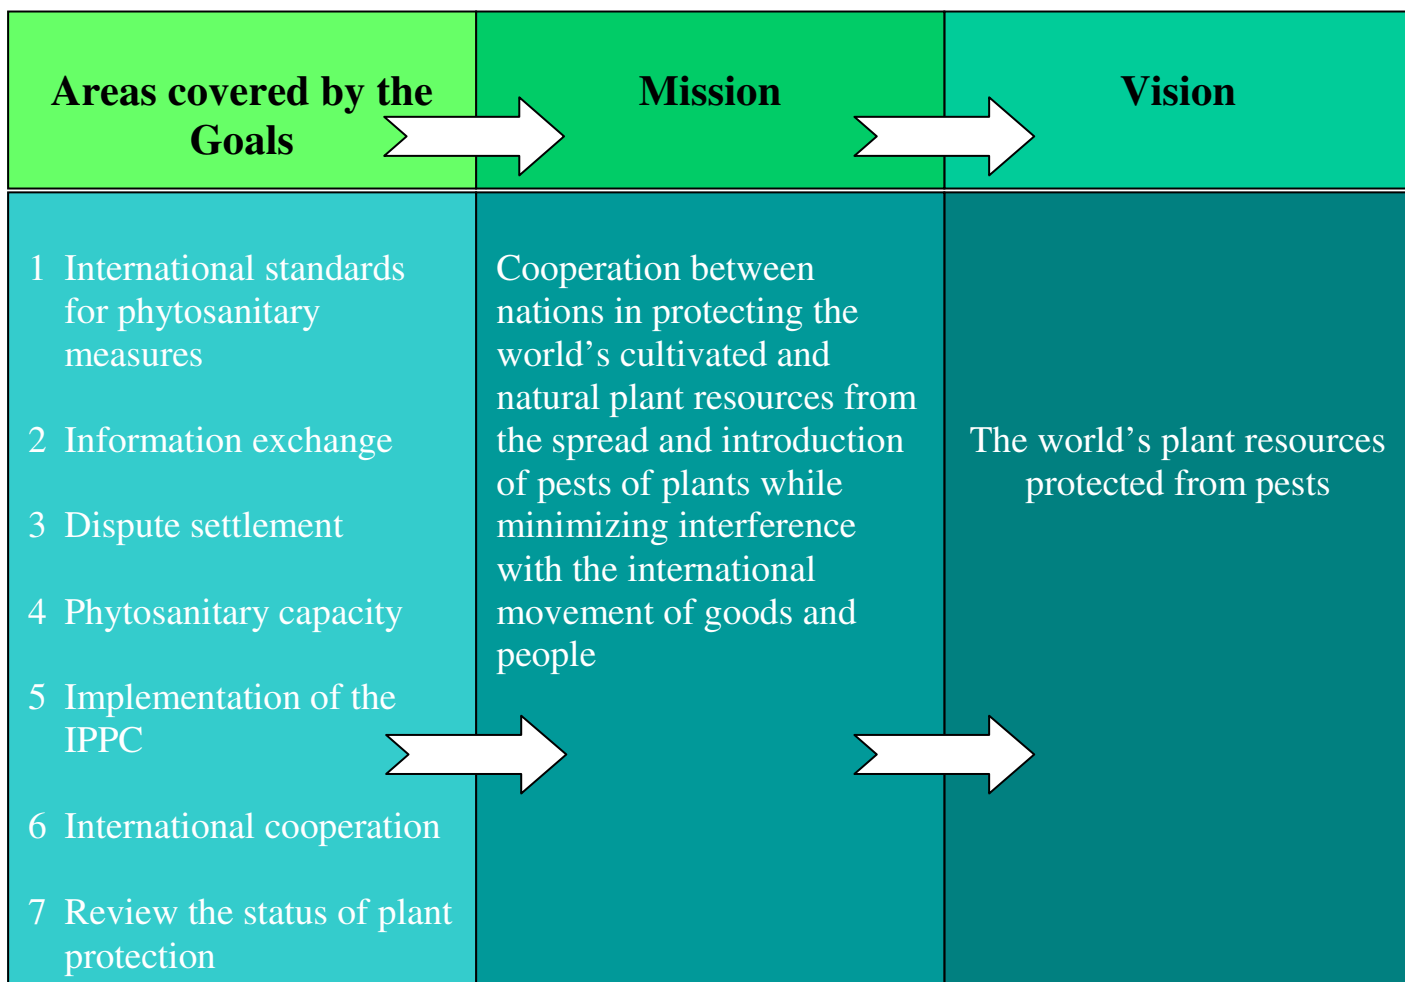 Areas covered by the
Goals
Mission
Vision
1 International standards
for phytosanitary
measures
2 Information exchange
3 Dispute settlement
4 Phytosanitary capacity
5 Implementation of the
IPPC
6 International cooperation
7 Review the status of plant
protection
Cooperation between
nations in protecting the
world’s cultivated and
natural plant resources from
the spread and introduction
of pests of plants while
minimizing interference
with the international
movement of goods and
people
The world’s plant resources
protected from pests